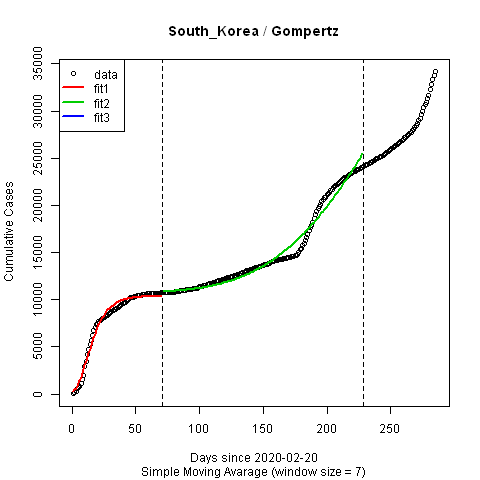 South_Korea / Gompertz
Cumulative Cases
35000
30000
25000
20000
15000
10000
5000
0
data
fit1
fit2
fit3
0 50 100 150 200 250
Days since 2020-02-20
Simple Moving Avarage (window size = 7)